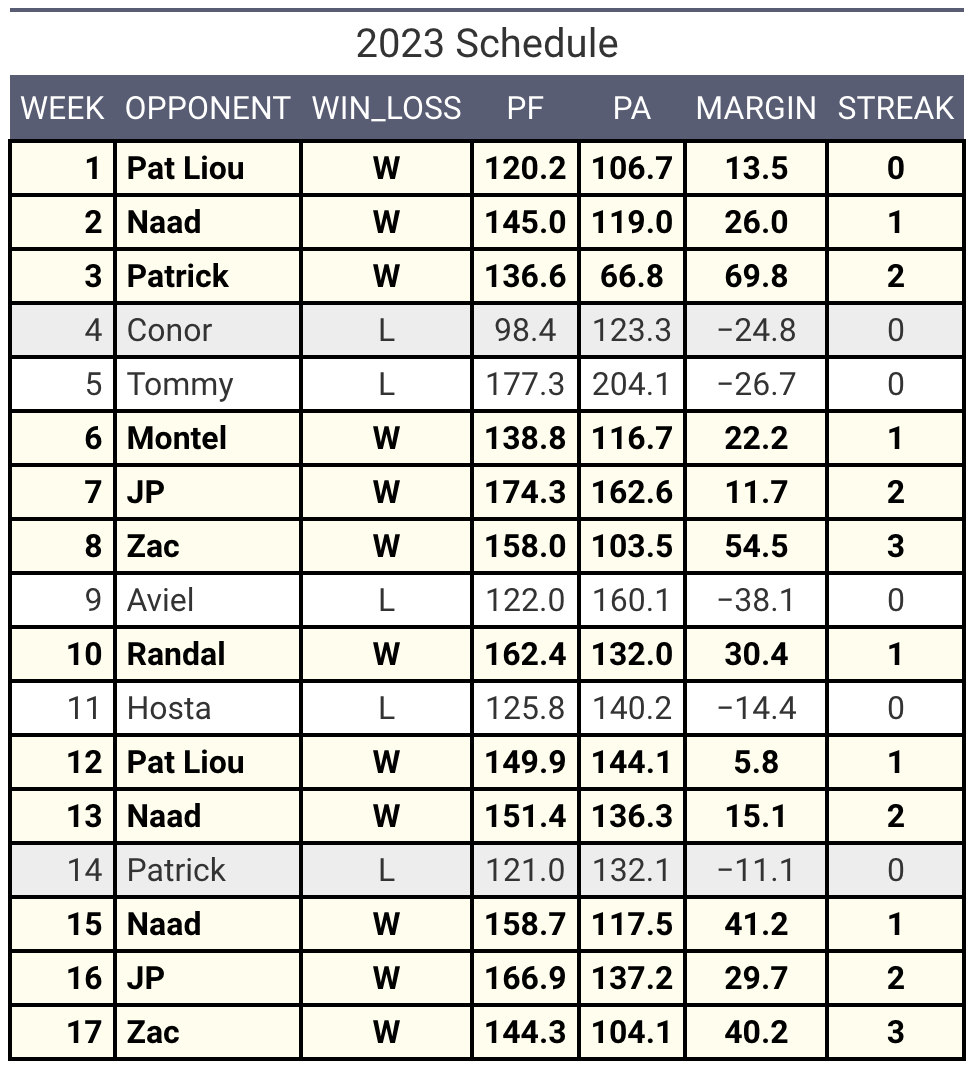 2023 Schedule
WEEK OPPONENT WIN_LOSS PF PA MARGIN STREAK
1 Pat Liou W 120.2 106.7 13.5 0
2 Naad W 145.0 119.0 26.0 1
3 Patrick W 136.6 66.8 69.8 2
4 Conor L 98.4 123.3 −24.8 0
5 Tommy L 177.3 204.1 −26.7 0
6 Montel W 138.8 116.7 22.2 1
7 JP W 174.3 162.6 11.7 2
8 Zac W 158.0 103.5 54.5 3
9 Aviel L 122.0 160.1 −38.1 0
10 Randal W 162.4 132.0 30.4 1
11 Hosta L 125.8 140.2 −14.4 0
12 Pat Liou W 149.9 144.1 5.8 1
13 Naad W 151.4 136.3 15.1 2
14 Patrick L 121.0 132.1 −11.1 0
15 Naad W 158.7 117.5 41.2 1
16 JP W 166.9 137.2 29.7 2
17 Zac W 144.3 104.1 40.2 3